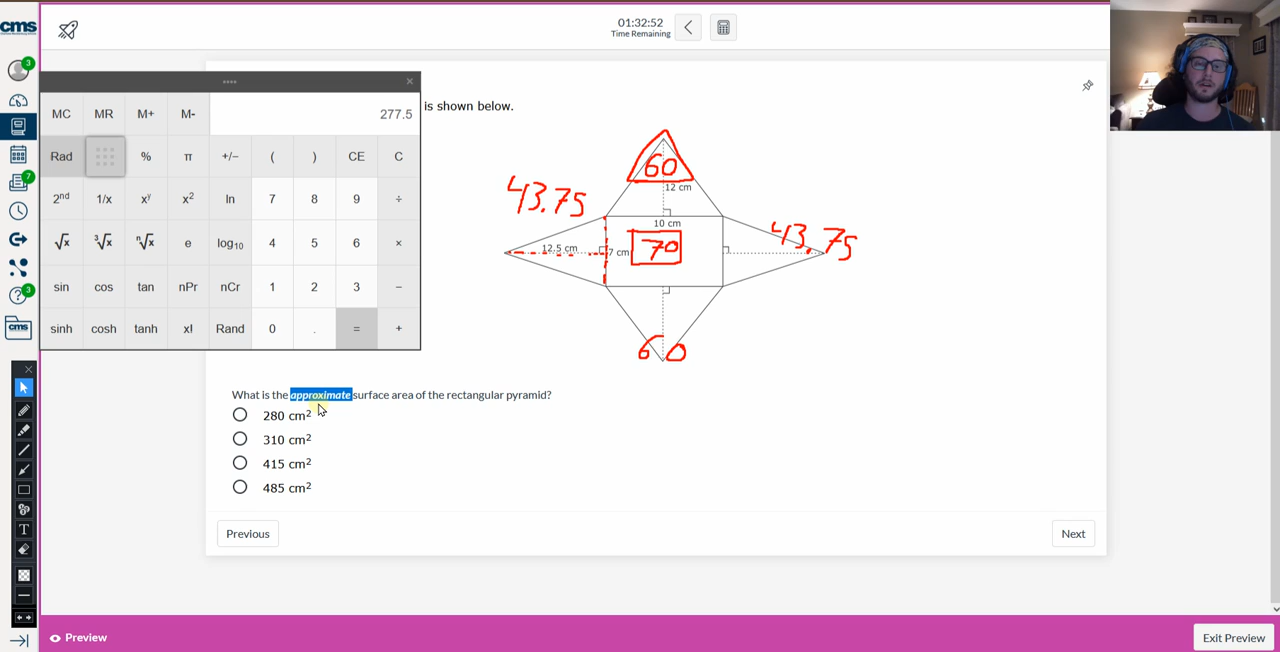 cms
01:32:52
Time Remaining
3
7
3
cms
277.5
is shown below.
MC MR M+ M-
Rad % π +/− ( ) CE C
2nd 1/x xʸ x² ln 7 8 9 ÷
√x ∛x ⁿ√x e log₁₀ 4 5 6 ×
sin cos tan nPr nCr 1 2 3 −
sinh cosh tanh x! Rand 0 . = +
60
12 cm
43.75
10 cm
43.75
12.5 cm
7 cm
70
60
What is the approximate surface area of the rectangular pyramid?
280 cm²
310 cm²
415 cm²
485 cm²
Previous
Next
T
Preview
Exit Preview